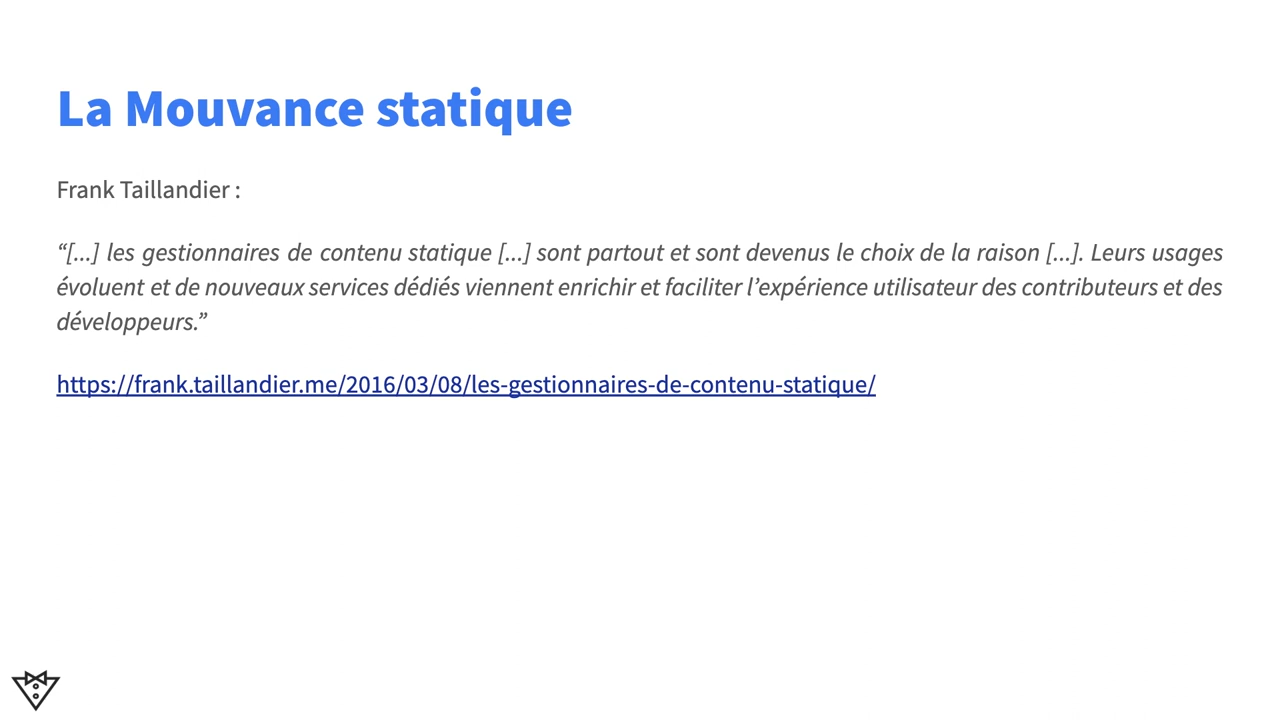 La Mouvance statique
Frank Taillandier :
“[...] les gestionnaires de contenu statique [...] sont partout et sont devenus le choix de la raison [...]. Leurs usages
évoluent et de nouveaux services dédiés viennent enrichir et faciliter l’expérience utilisateur des contributeurs et des
développeurs.”
https://frank.taillandier.me/2016/03/08/les-gestionnaires-de-contenu-statique/